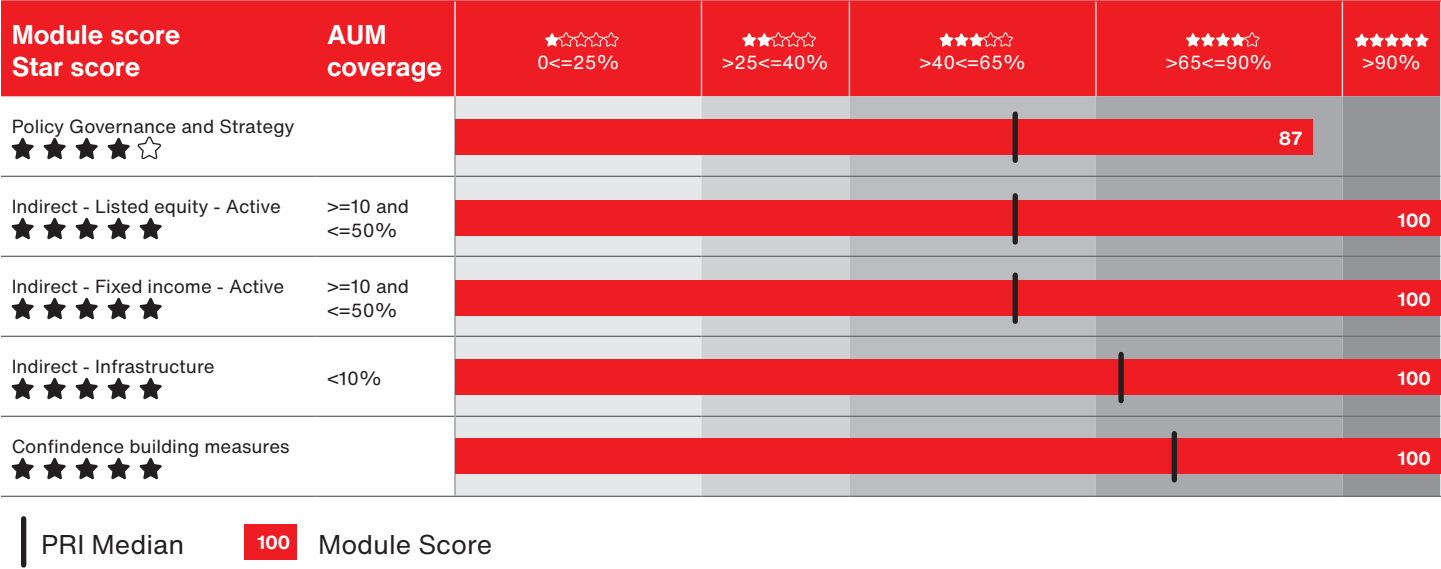 Module score
Star score
AUM
coverage
★☆☆☆☆
0<=25%
★★☆☆☆
>25<=40%
★★★☆☆
>40<=65%
★★★★☆
>65<=90%
★★★★★
>90%
Policy Governance and Strategy
★ ★ ★ ★ ☆
87
Indirect - Listed equity - Active
★ ★ ★ ★ ★
>=10 and
<=50%
100
Indirect - Fixed income - Active
★ ★ ★ ★ ★
>=10 and
<=50%
100
Indirect - Infrastructure
★ ★ ★ ★ ★
<10%
100
Confindence building measures
★ ★ ★ ★ ★
100
PRI Median
100 Module Score